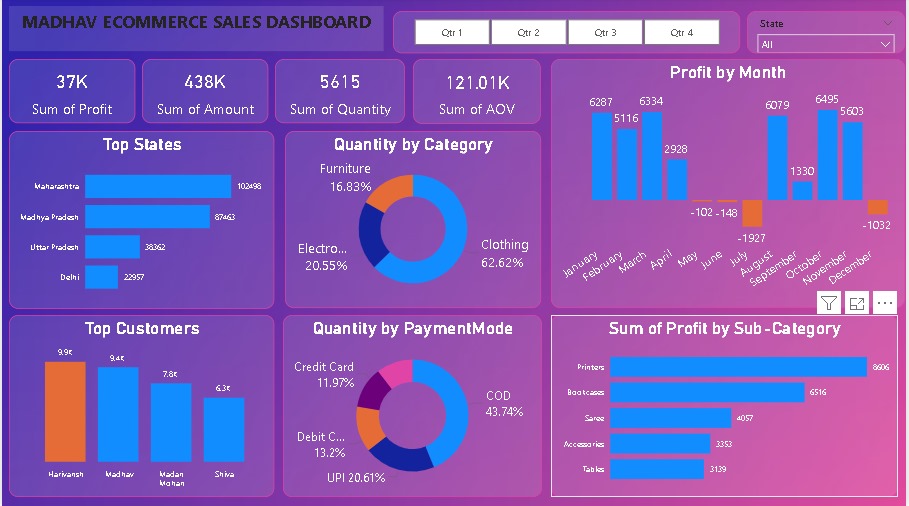 MADHAV ECOMMERCE SALES DASHBOARD
Qtr 1
Qtr 2
Qtr 3
Qtr 4
State
All
37K
Sum of Profit
438K
Sum of Amount
5615
Sum of Quantity
121.01K
Sum of AOV
Profit by Month
6287
5116
6334
2928
-102
-148
-1927
6079
1330
6495
5603
-1032
January
February
March
April
May
June
July
August
September
October
November
December
Top States
Maharashtra
102498
Madhya Pradesh
87463
Uttar Pradesh
38362
Delhi
22957
Quantity by Category
Furniture
16.83%
Electro...
20.55%
Clothing
62.62%
Top Customers
9.9K
9.4K
7.8K
6.3K
Harivansh
Madhav
Madan
Mohan
Shiva
Quantity by PaymentMode
Credit Card
11.97%
COD
43.74%
Debit C...
13.2%
UPI 20.61%
Sum of Profit by Sub-Category
Printers
8606
Bookcases
6516
Saree
4057
Accessories
3353
Tables
3139